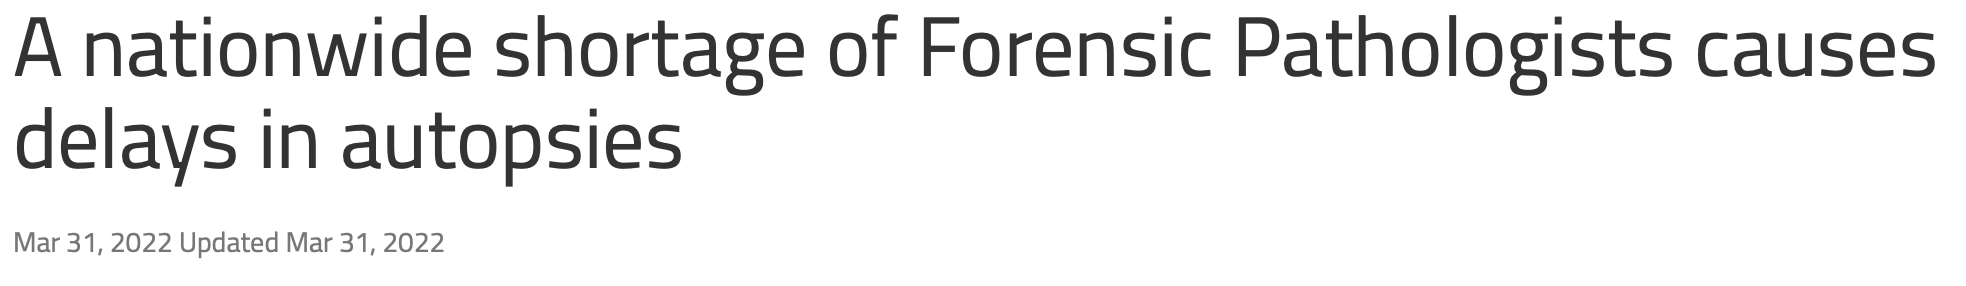 A nationwide shortage of Forensic Pathologists causes
delays in autopsies
Mar 31, 2022 Updated Mar 31, 2022